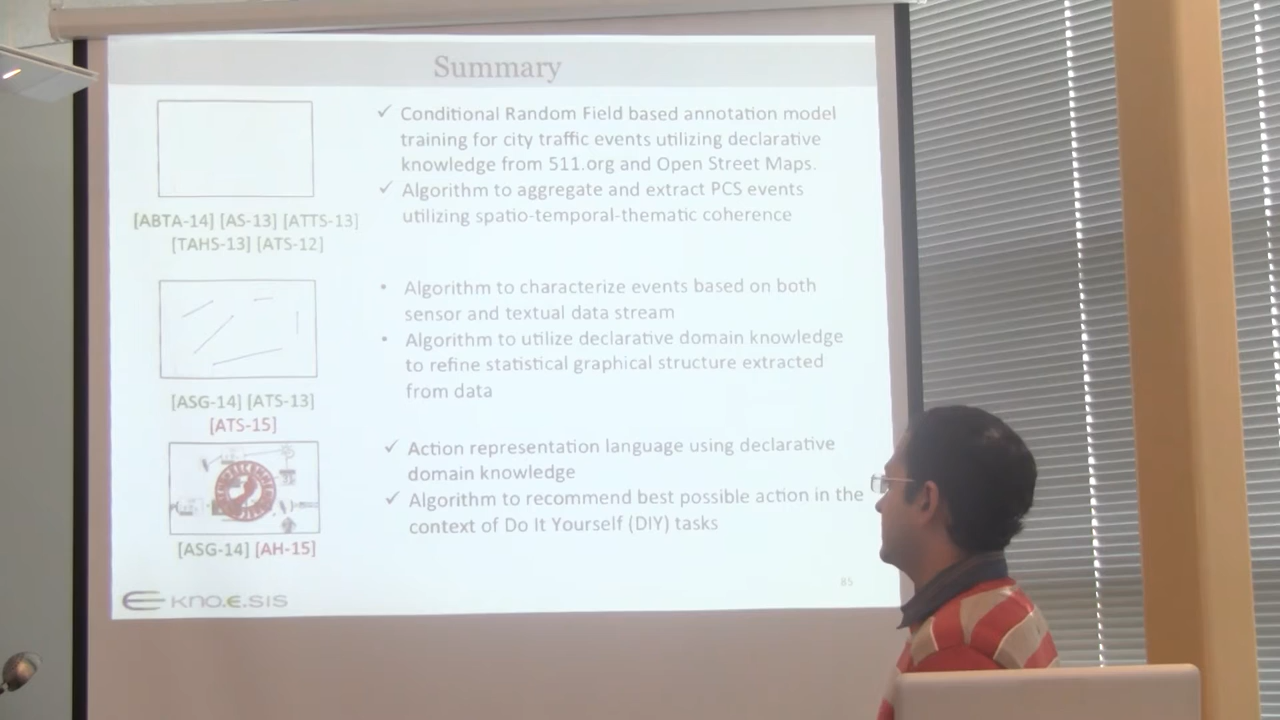 Summary
✓ Conditional Random Field based annotation model
training for city traffic events utilizing declarative
knowledge from 511.org and Open Street Maps.
✓ Algorithm to aggregate and extract PCS events
utilizing spatio-temporal-thematic coherence
[ABTA-14] [AS-13] [ATTS-13]
[TAHS-13] [ATS-12]
• Algorithm to characterize events based on both
sensor and textual data stream
• Algorithm to utilize declarative domain knowledge
to refine statistical graphical structure extracted
from data
[ASG-14] [ATS-13]
[ATS-15]
✓ Action representation language using declarative
domain knowledge
✓ Algorithm to recommend best possible action in the
context of Do It Yourself (DIY) tasks
[ASG-14] [AH-15]
85
kno.e.sis